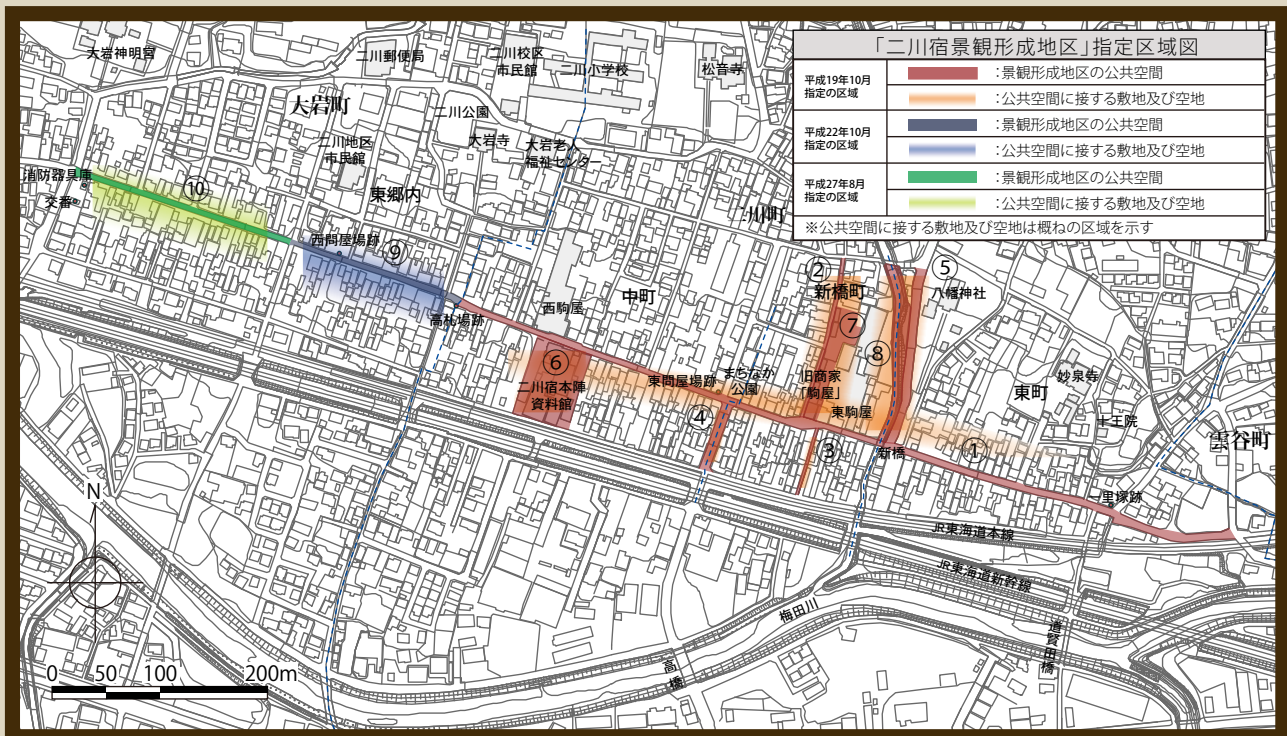 「二川宿景観形成地区」指定区域図
平成19年10月
指定の区域
：景観形成地区の公共空間
：公共空間に接する敷地及び空地
平成22年10月
指定の区域
：景観形成地区の公共空間
：公共空間に接する敷地及び空地
平成27年8月
指定の区域
：景観形成地区の公共空間
：公共空間に接する敷地及び空地
※公共空間に接する敷地及び空地は概ねの区域を示す
大岩神明宮
二川郵便局
二川校区
市民館
二川小学校
松音寺
大岩町
二川公園
二川地区
市民館
大岩寺
大岩老人
福祉センター
消防器具庫
交番
⑩
東郷内
二川町
西問屋場跡
⑨
高札場跡
西駒屋
中町
②
新橋町
⑤
八幡神社
⑦
⑧
⑥
二川宿本陣
資料館
東問屋場跡
まちなか
公園
旧商家
「駒屋」
東駒屋
④
③
新橋
①
東町
妙泉寺
十王院
雲谷町
一里塚跡
JR東海道本線
JR東海道新幹線
梅田川
高橋
道賢田橋
N
0 50 100 200m